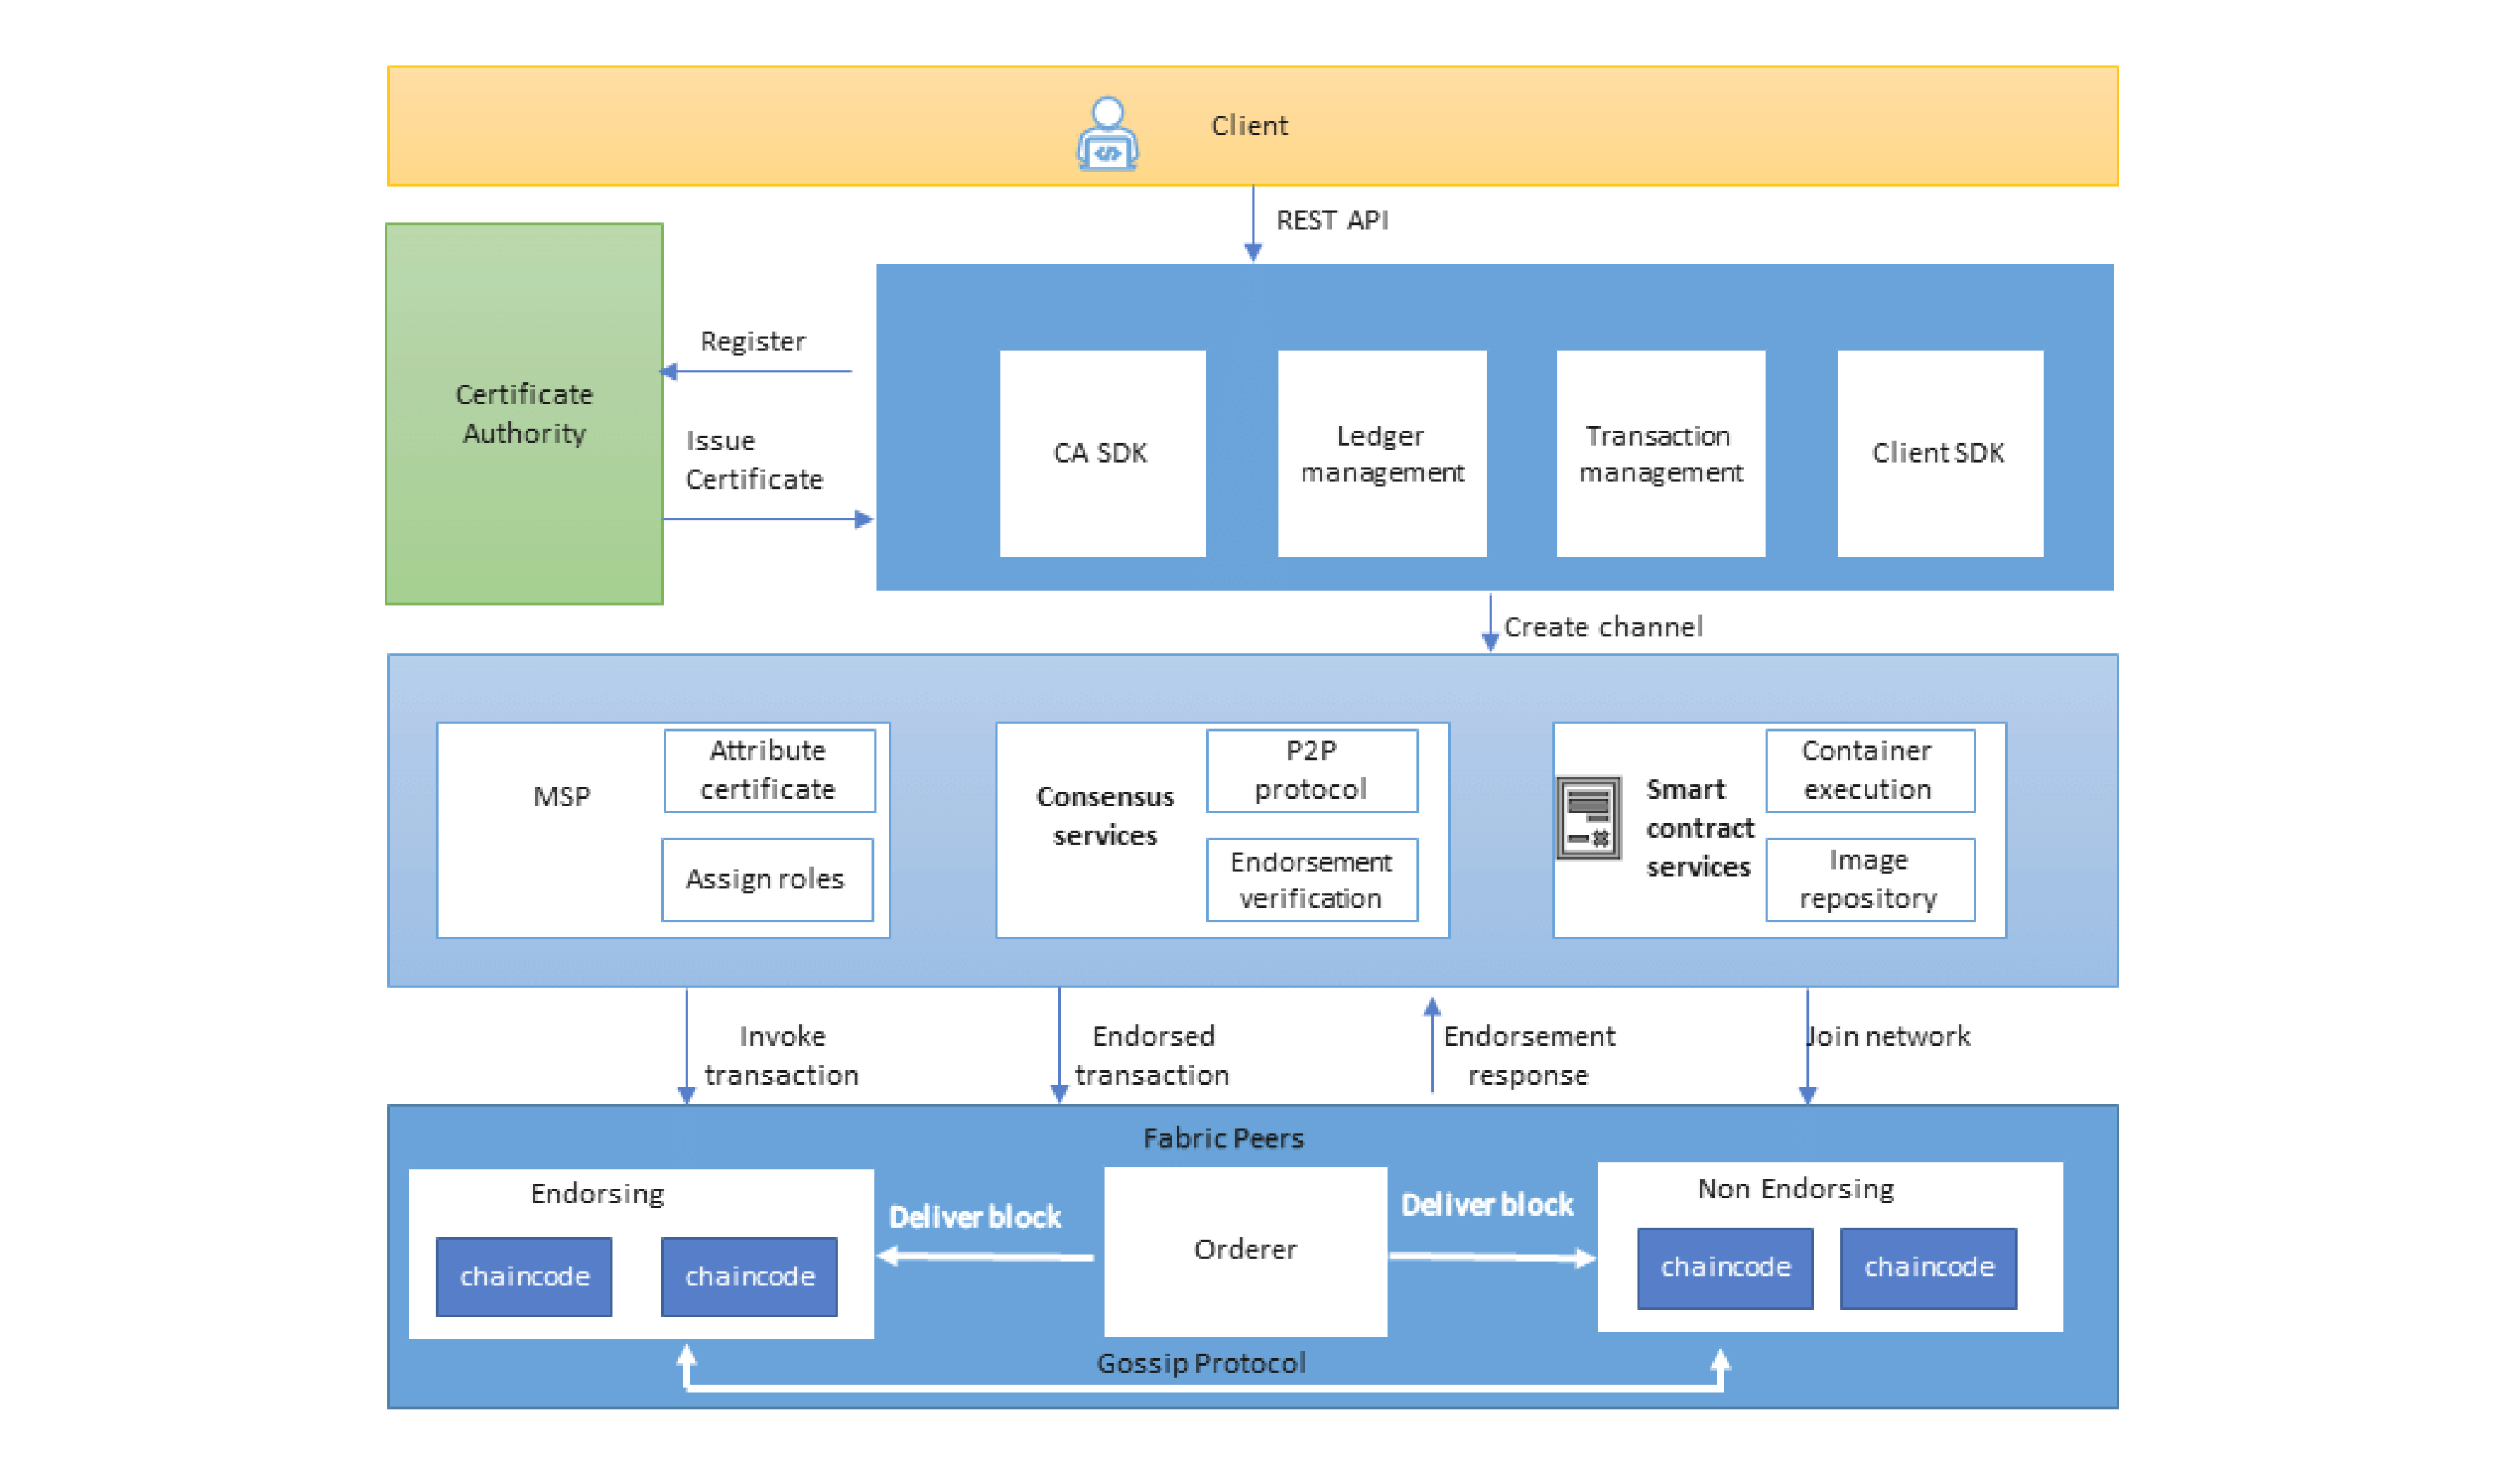 Client
REST API
Register
Certificate
Authority
Issue
Certificate
CA SDK
Ledger
management
Transaction
management
Client SDK
Create channel
MSP
Attribute
certificate
Assign roles
Consensus
services
P2P
protocol
Endorsement
verification
Smart
contract
services
Container
execution
Image
repository
Invoke
transaction
Endorsed
transaction
Endorsement
response
Join network
Fabric Peers
Endorsing
chaincode
chaincode
Deliver block
Orderer
Deliver block
Non Endorsing
chaincode
chaincode
Gossip Protocol